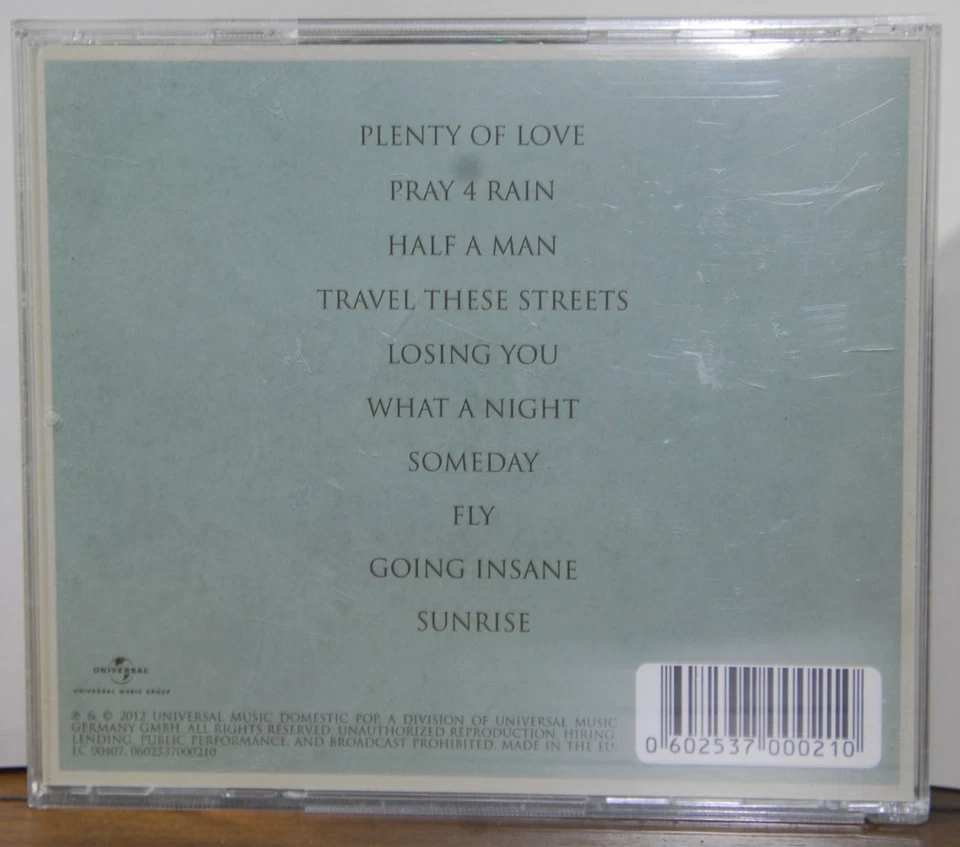 PLENTY OF LOVE
PRAY 4 RAIN
HALF A MAN
TRAVEL THESE STREETS
LOSING YOU
WHAT A NIGHT
SOMEDAY
FLY
GOING INSANE
SUNRISE
UNIVERSAL
UNIVERSAL MUSIC GROUP
℗ & © 2012 UNIVERSAL MUSIC DOMESTIC POP, A DIVISION OF UNIVERSAL MUSIC
GERMANY GMBH. ALL RIGHTS RESERVED. UNAUTHORIZED REPRODUCTION, HIRING,
LENDING, PUBLIC PERFORMANCE, AND BROADCAST PROHIBITED. MADE IN THE EU.
LC 00407. 0602537000210
0 602537 000210